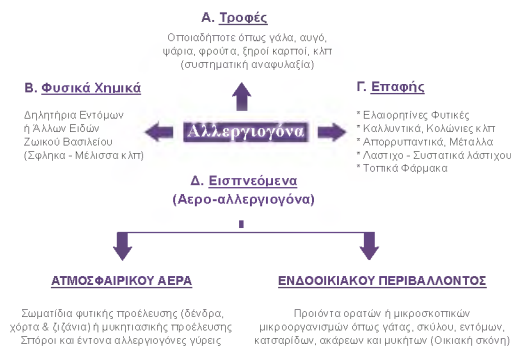 Α. Τροφές
Οποιαδήποτε όπως γάλα, αυγό,
ψάρια, φρούτα, ξηροί καρποί, κλπ
(συστηματική αναφυλαξία)
Β. Φυσικά Χημικά
Δηλητήρια Εντόμων
ή Άλλων Ειδών
Ζωικού Βασιλείου
(Σφηκα - Μέλισσα κλπ)
Αλλεργιογόνα
Γ. Επαφής
* Ελαιορητίνες Φυτικές
* Καλλυντικά, Κολώνιες κλπ
* Απορρυπαντικά, Μέταλλα
* Λαστιχο - Συστατικά λάστιχου
* Τοπικά Φάρμακα
Δ. Εισπνεόμενα
(Αερο-αλλεργιογόνα)
ΑΤΜΟΣΦΑΙΡΙΚΟΥ ΑΕΡΑ
Σωματίδια φυτικής προέλευσης (δένδρα,
χόρτα & ζιζάνια) ή μυκητιασικής προέλευσης
Σπόροι και έντονα αλλεργιογόνες γύρεις
ΕΝΔΟΟΙΚΙΑΚΟΥ ΠΕΡΙΒΑΛΛΟΝΤΟΣ
Προιόντα ορατών ή μικροσκοπικών
μικροοργανισμών όπως γάτας, σκύλου, εντόμων,
κατσαρίδων, ακάρεων και μυκήτων (Οικιακή σκόνη)